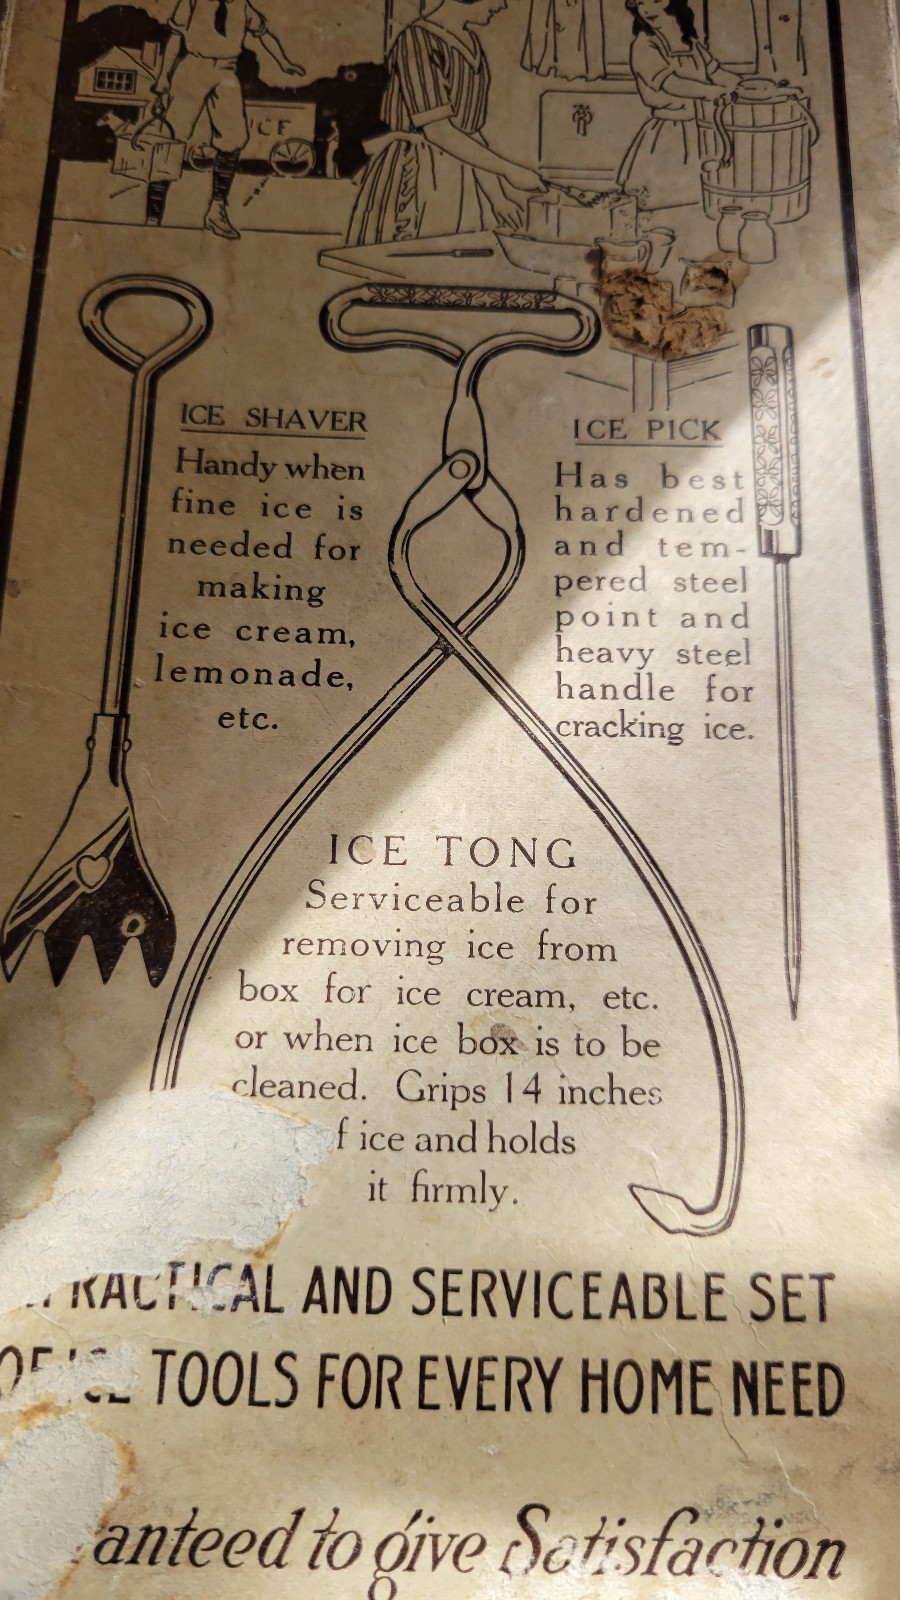 ICE
ICE SHAVER
Handy when
fine ice is
needed for
making
ice cream,
lemonade,
etc.
ICE PICK
Has best
hardened
and tem-
pered steel
point and
heavy steel
handle for
cracking ice.
ICE TONG
Serviceable for
removing ice from
box for ice cream, etc.
or when ice box is to be
cleaned. Grips 14 inches
f ice and holds
it firmly.
PRACTICAL AND SERVICEABLE SET
OF ICE TOOLS FOR EVERY HOME NEED
anteed to give Satisfaction